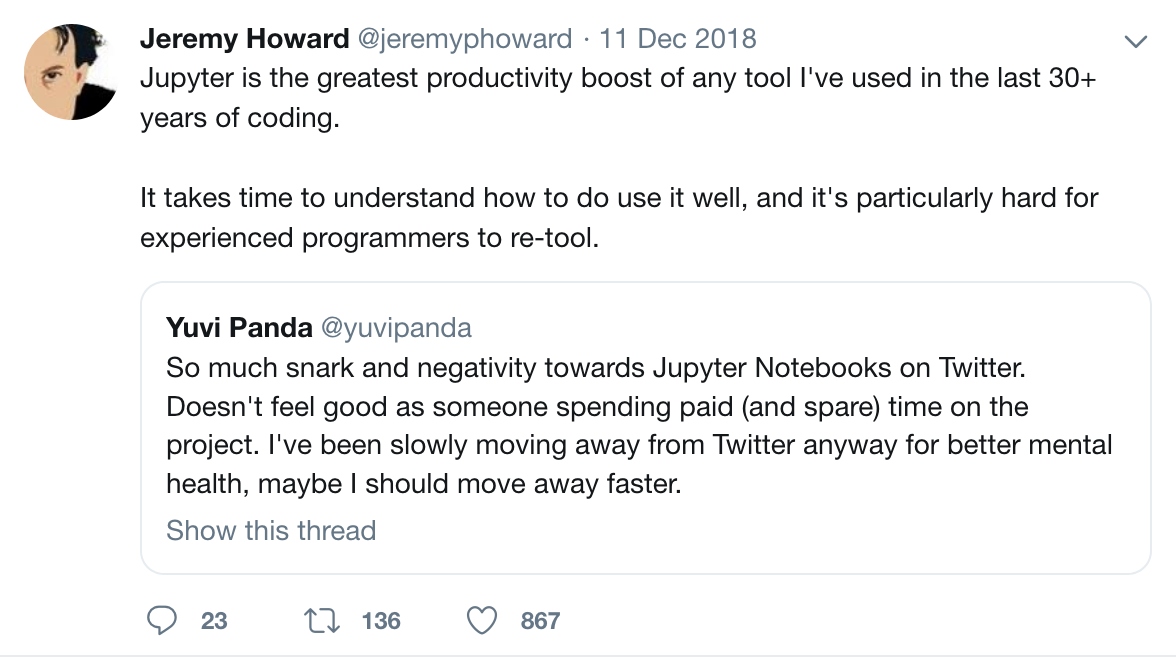 Jeremy Howard @jeremyphoward · 11 Dec 2018
Jupyter is the greatest productivity boost of any tool I've used in the last 30+
years of coding.
It takes time to understand how to do use it well, and it's particularly hard for
experienced programmers to re-tool.
Yuvi Panda @yuvipanda
So much snark and negativity towards Jupyter Notebooks on Twitter.
Doesn't feel good as someone spending paid (and spare) time on the
project. I've been slowly moving away from Twitter anyway for better mental
health, maybe I should move away faster.
Show this thread
23 136 867